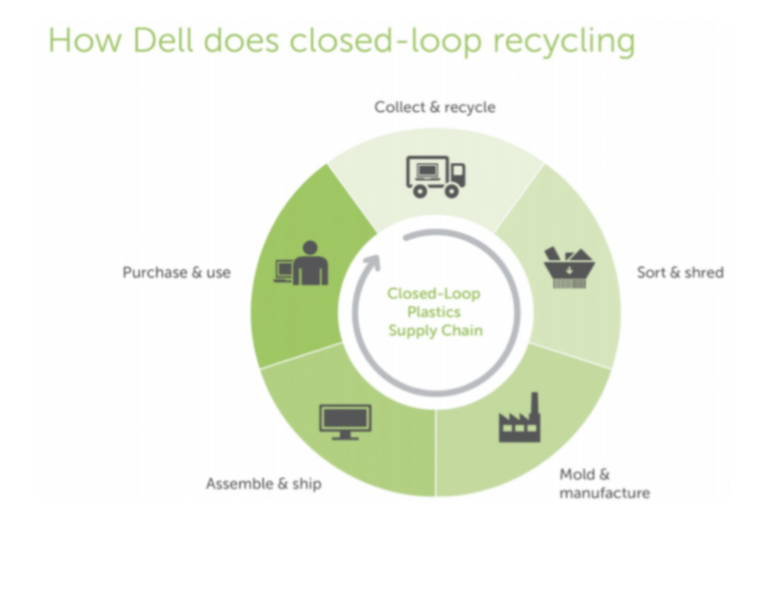 How Dell does closed-loop recycling
Collect & recycle
Purchase & use
Sort & shred
Closed-Loop
Plastics
Supply Chain
Assemble & ship
Mold &
manufacture